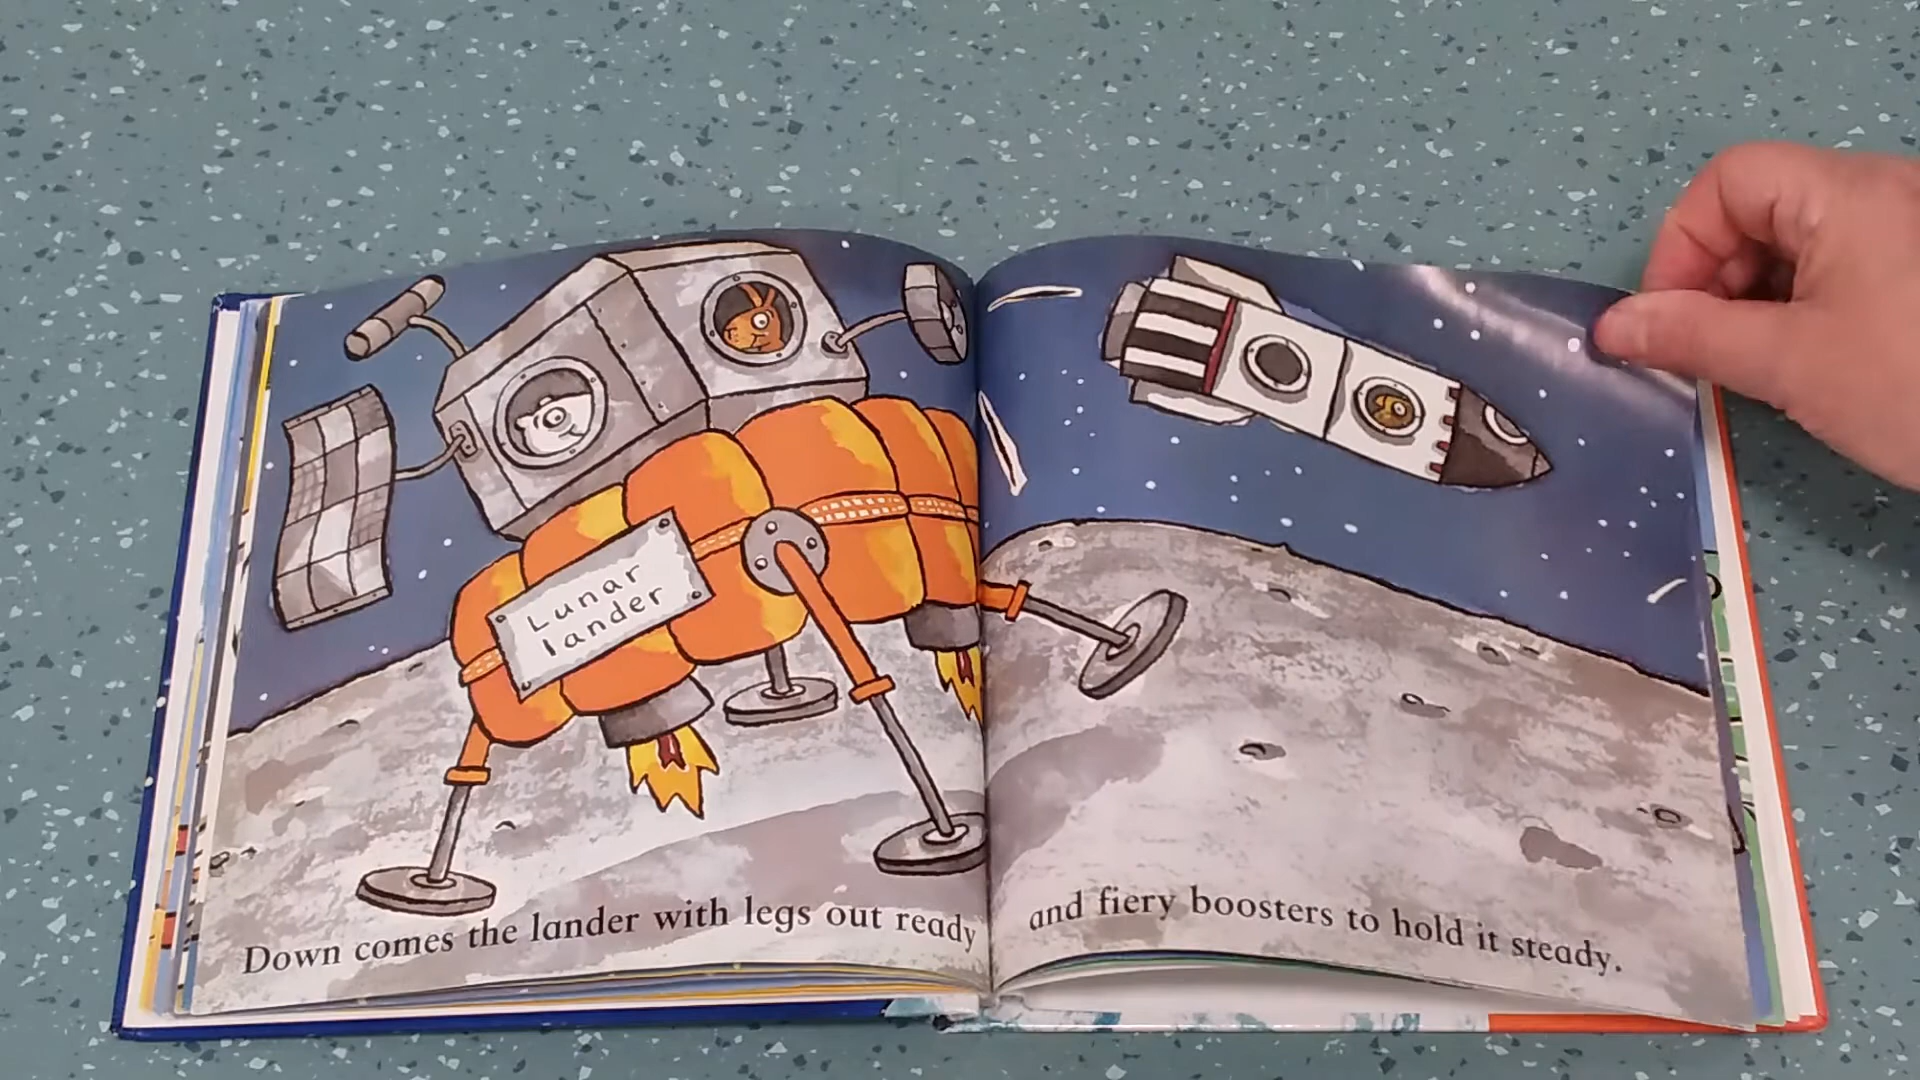 Lunar
lander
Down comes the lander with legs out ready
and fiery boosters to hold it steady.